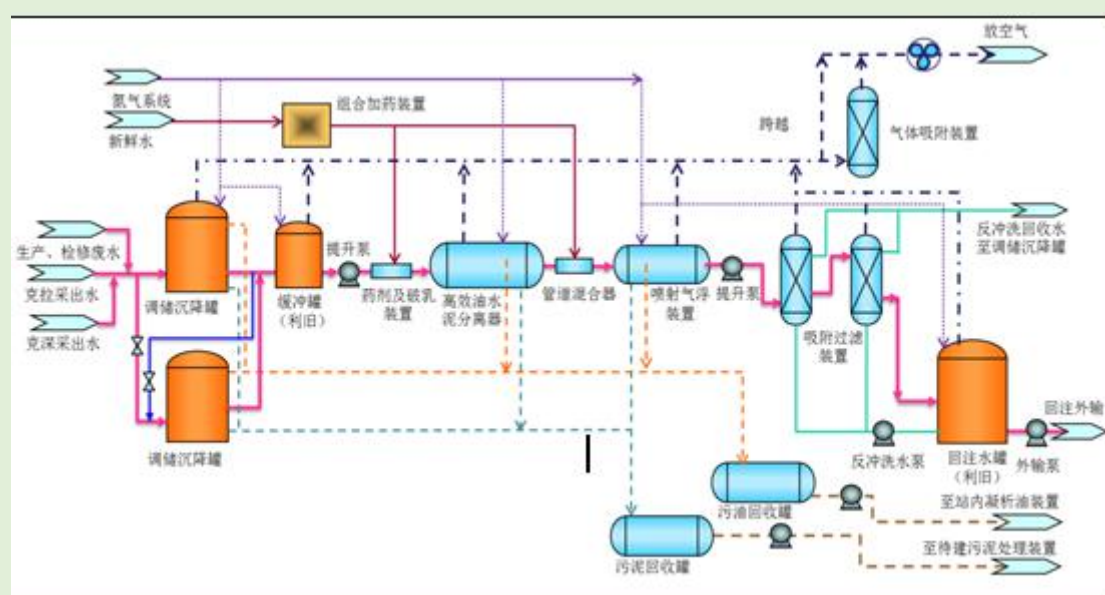 放空气
氮气系统
组合加药装置
新鲜水
跨越
气体吸附装置
生产、检修废水
提升泵
反冲洗回收水
至调储沉降罐
克拉采出水
调储沉降罐
缓冲罐
（利旧）
药剂及破乳
装置
高效油水
泥分离器
管道混合器
喷射气浮
装置
提升泵
克深采出水
吸附过滤
装置
回注外输
调储沉降罐
反冲洗水泵
回注水罐
（利旧）
外输泵
污油回收罐
至站内凝析油装置
至待建污泥处理装置
污泥回收罐